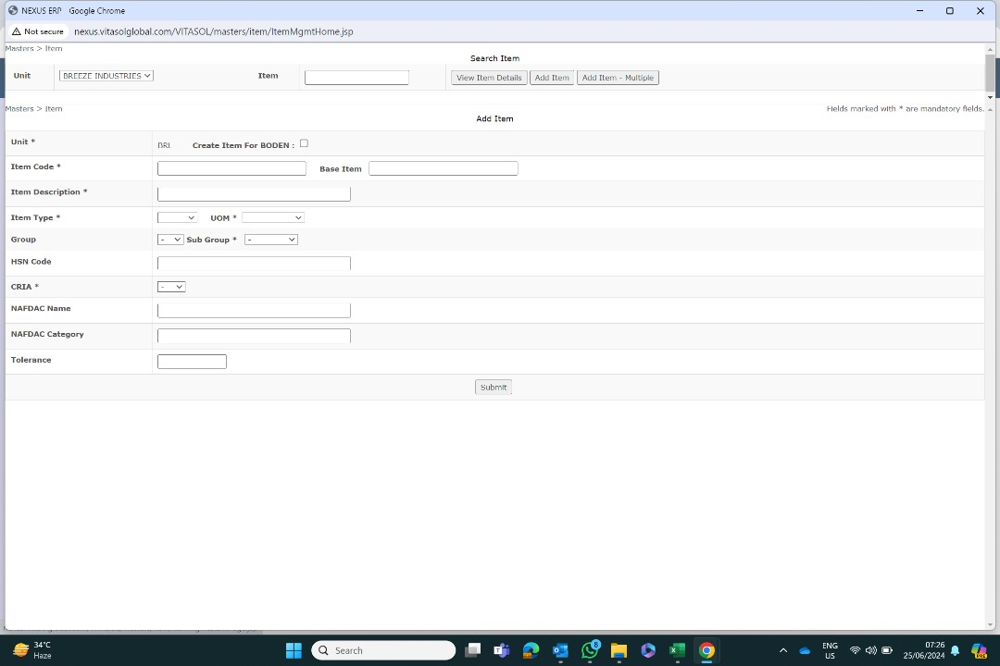 NEXUS ERP - Google Chrome
Not secure nexus.vitasolglobal.com/VITASOL/masters/item/ItemMgmtHome.jsp
Masters > Item
Search Item
Unit BREEZE INDUSTRIES Item View Item Details Add Item Add Item - Multiple
Masters > Item Fields marked with * are mandatory fields.
Add Item
Unit * BRL Create Item For BODEN :
Item Code * Base Item
Item Description *
Item Type * UOM *
Group - Sub Group * -
HSN Code
CRIA * -
NAFDAC Name
NAFDAC Category
Tolerance
Submit
34°C
Haze
Search
8
ENG
US
07:26
25/06/2024
PRE